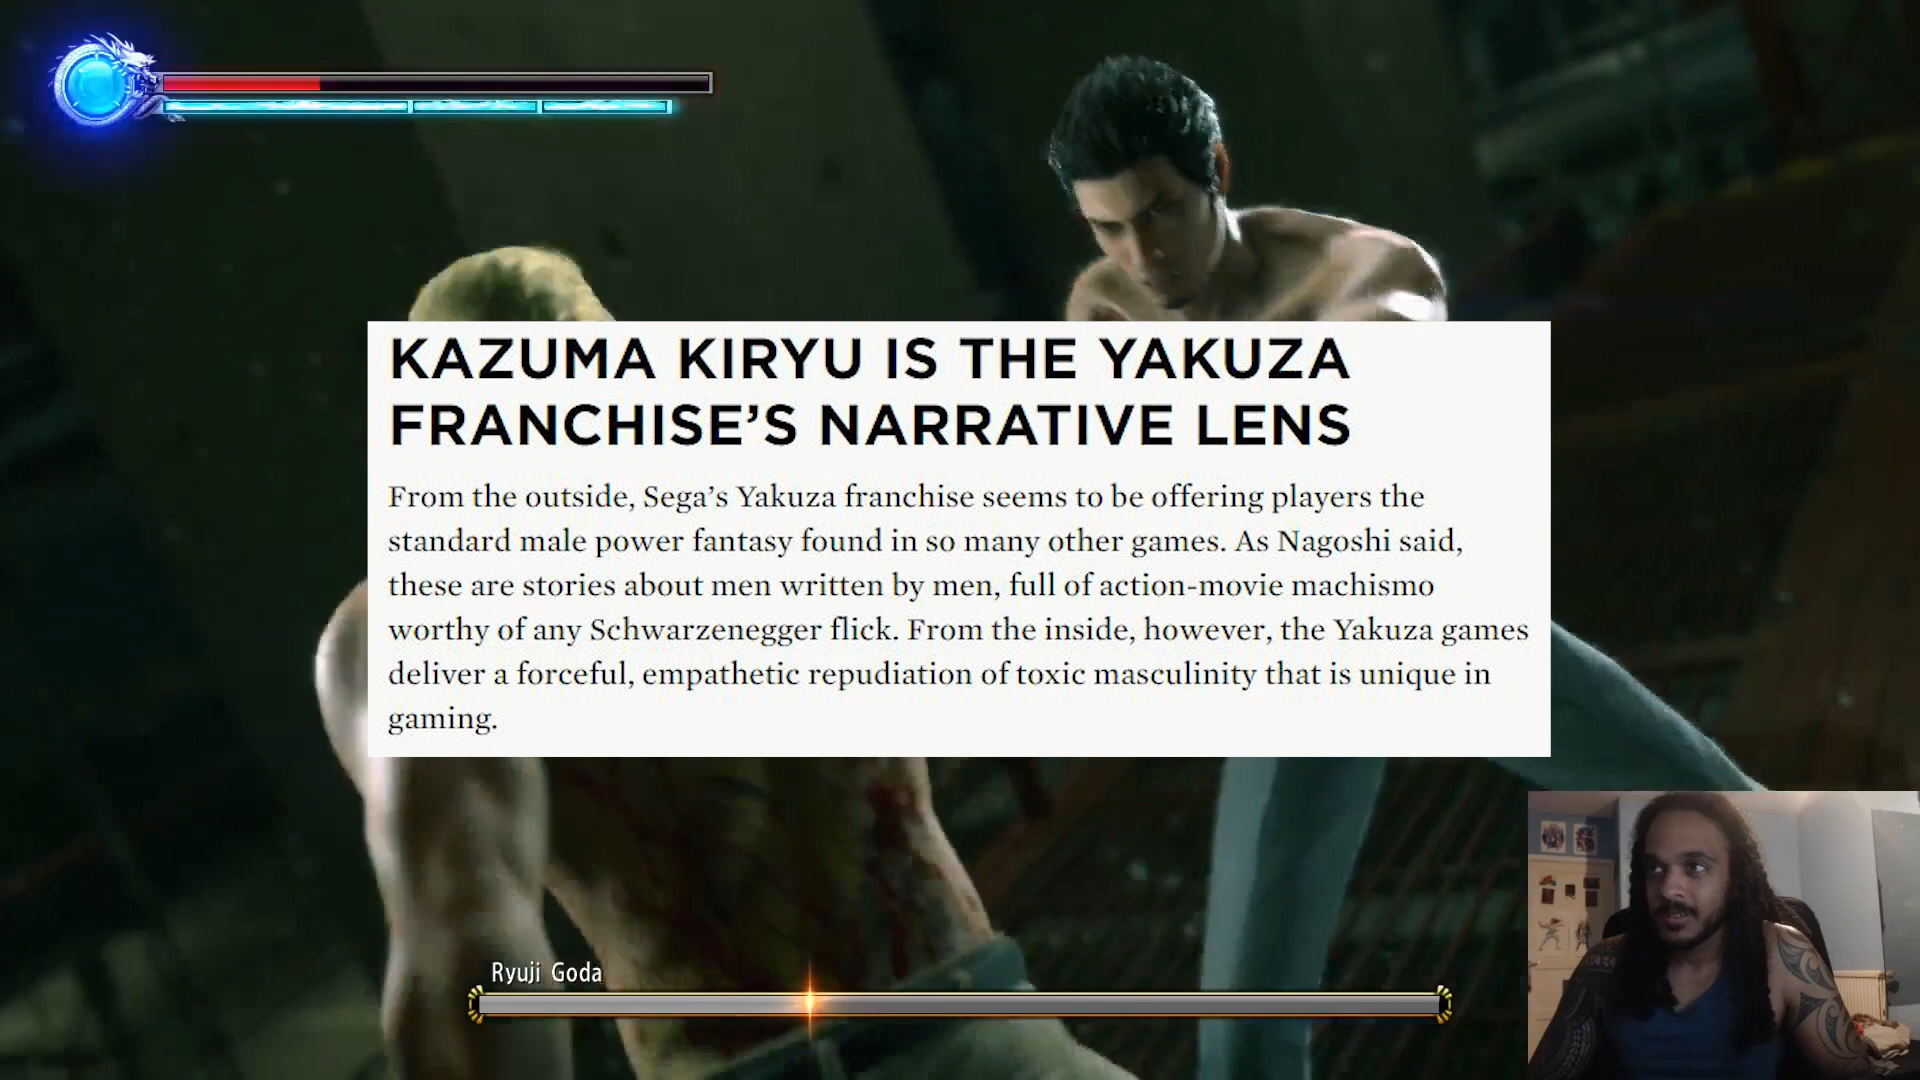 KAZUMA KIRYU IS THE YAKUZA
FRANCHISE’S NARRATIVE LENS
From the outside, Sega’s Yakuza franchise seems to be offering players the
standard male power fantasy found in so many other games. As Nagoshi said,
these are stories about men written by men, full of action-movie machismo
worthy of any Schwarzenegger flick. From the inside, however, the Yakuza games
deliver a forceful, empathetic repudiation of toxic masculinity that is unique in
gaming.
Ryuji Goda